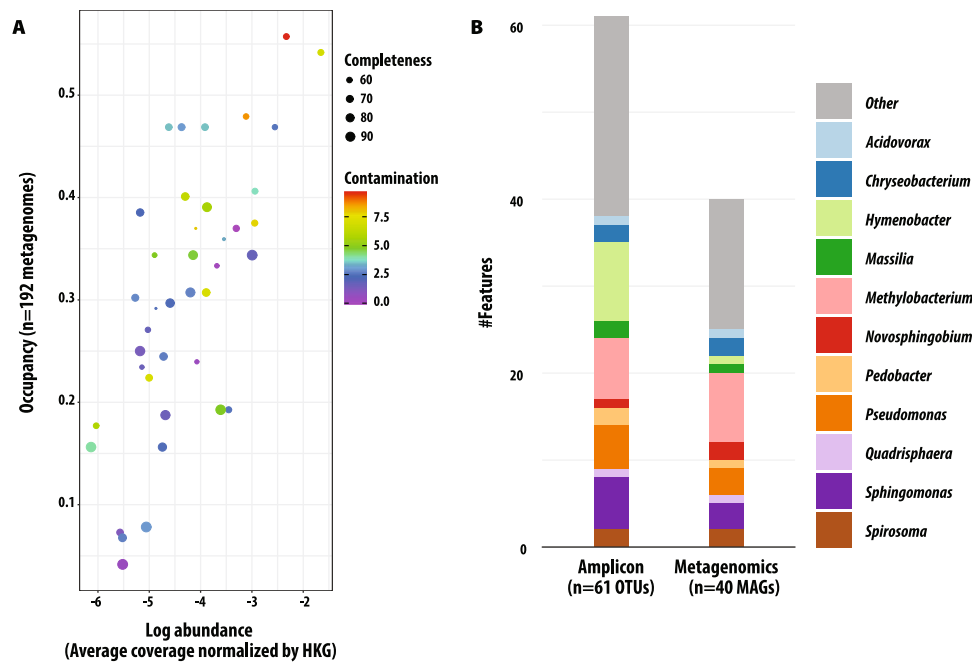 A
Occupancy (n=192 metagenomes)
0.5
0.4
0.3
0.2
0.1
-6
-5
-4
-3
-2
Log abundance
(Average coverage normalized by HKG)
Completeness
60
70
80
90
Contamination
7.5
5.0
2.5
0.0
B
#Features
60
40
20
0
Amplicon
(n=61 OTUs)
Metagenomics
(n=40 MAGs)
Other
Acidovorax
Chryseobacterium
Hymenobacter
Massilia
Methylobacterium
Novosphingobium
Pedobacter
Pseudomonas
Quadrisphaera
Sphingomonas
Spirosoma